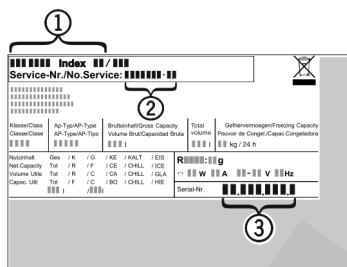 1
Index /
Service-Nr./No.Service: -
2
Klasse/Class
Classe/Clase
Ap-Typ/AP-Type
AP-Type/AP-Tipo
Bruttoinhalt/Gross Capacity
Volume Brut/Capacidad Bruta
l
Total
volume
l
Gefriervermoegen/Freezing Capacity
Pouvoir de Congel./Capac.Congeladora
kg / 24 h
Nutzinhalt Ges / K / G / KE / KALT / EIS
Net.Capacity Tot / R / F / CE / CHILL / ICE
Volume Utile Tot / R / C / CA / CHILL / GLA
Capec. Util Tot / F / C / BO / CHILL / HIE
l / l
R : g
W A - V Hz
Serial-Nr.
3